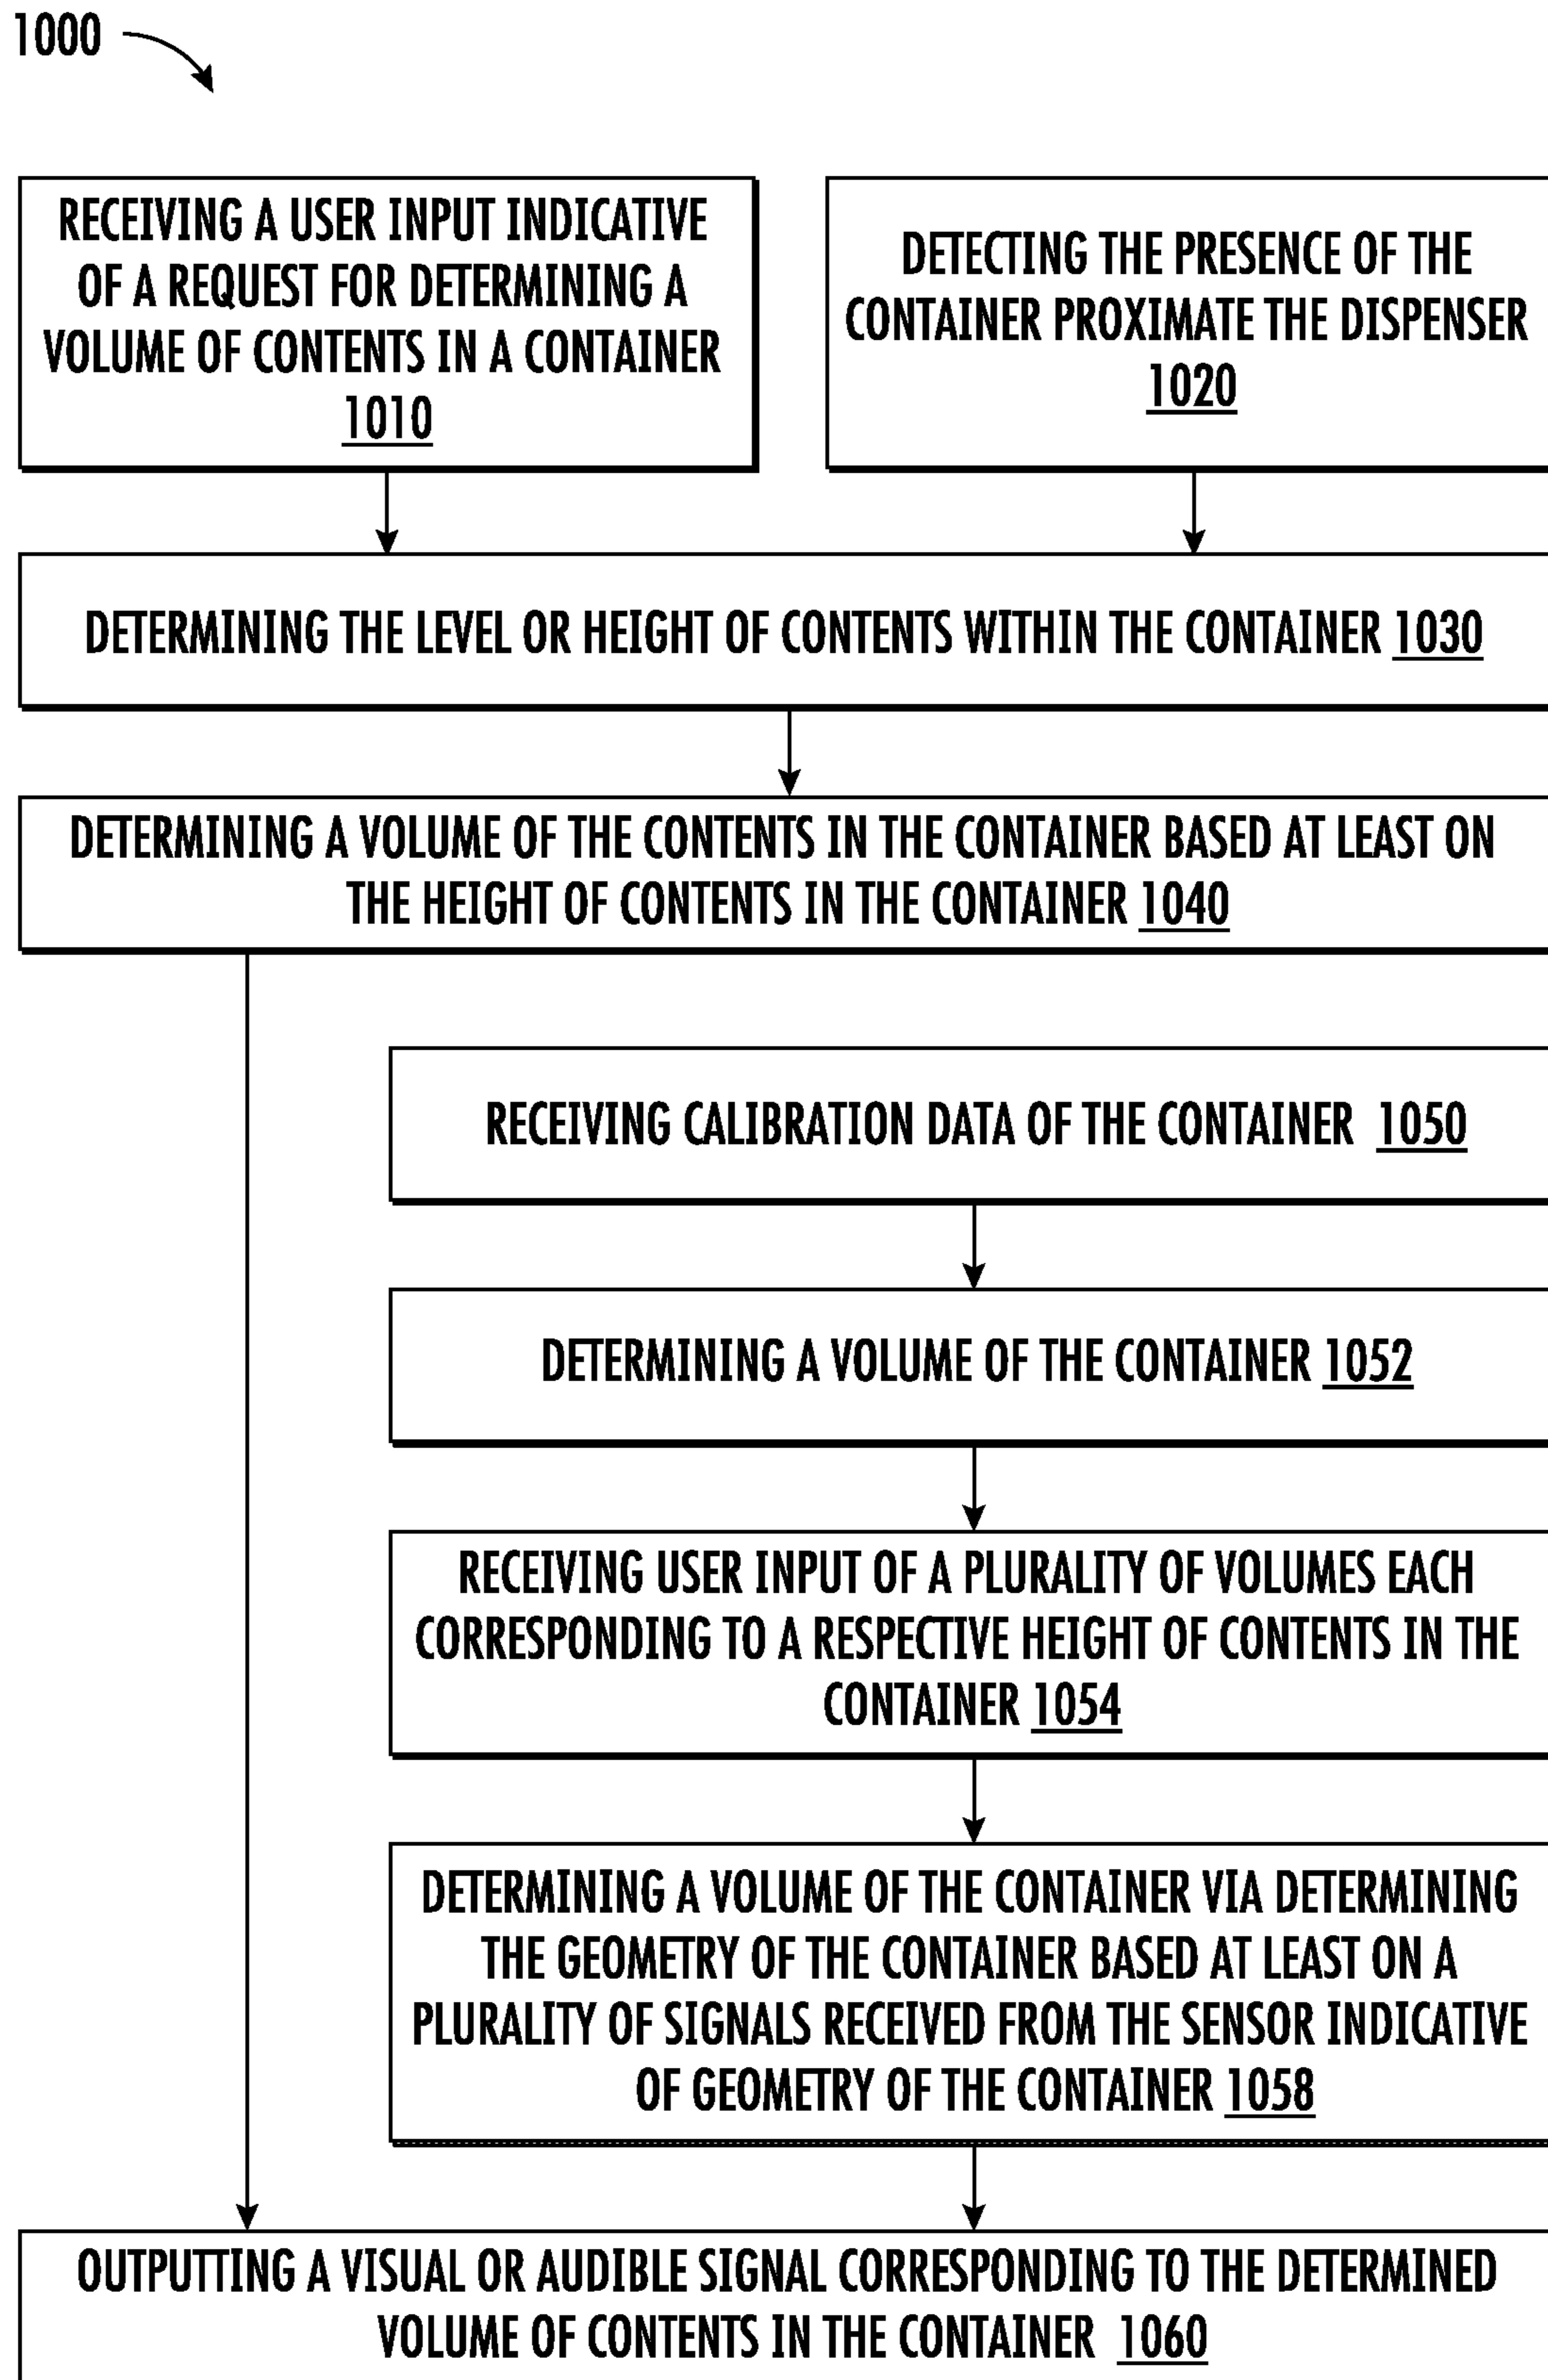 1000
RECEIVING A USER INPUT INDICATIVE
OF A REQUEST FOR DETERMINING A
VOLUME OF CONTENTS IN A CONTAINER
1010
DETECTING THE PRESENCE OF THE
CONTAINER PROXIMATE THE DISPENSER
1020
DETERMINING THE LEVEL OR HEIGHT OF CONTENTS WITHIN THE CONTAINER 1030
DETERMINING A VOLUME OF THE CONTENTS IN THE CONTAINER BASED AT LEAST ON
THE HEIGHT OF CONTENTS IN THE CONTAINER 1040
RECEIVING CALIBRATION DATA OF THE CONTAINER 1050
DETERMINING A VOLUME OF THE CONTAINER 1052
RECEIVING USER INPUT OF A PLURALITY OF VOLUMES EACH
CORRESPONDING TO A RESPECTIVE HEIGHT OF CONTENTS IN THE
CONTAINER 1054
DETERMINING A VOLUME OF THE CONTAINER VIA DETERMINING
THE GEOMETRY OF THE CONTAINER BASED AT LEAST ON A
PLURALITY OF SIGNALS RECEIVED FROM THE SENSOR INDICATIVE
OF GEOMETRY OF THE CONTAINER 1058
OUTPUTTING A VISUAL OR AUDIBLE SIGNAL CORRESPONDING TO THE DETERMINED
VOLUME OF CONTENTS IN THE CONTAINER 1060